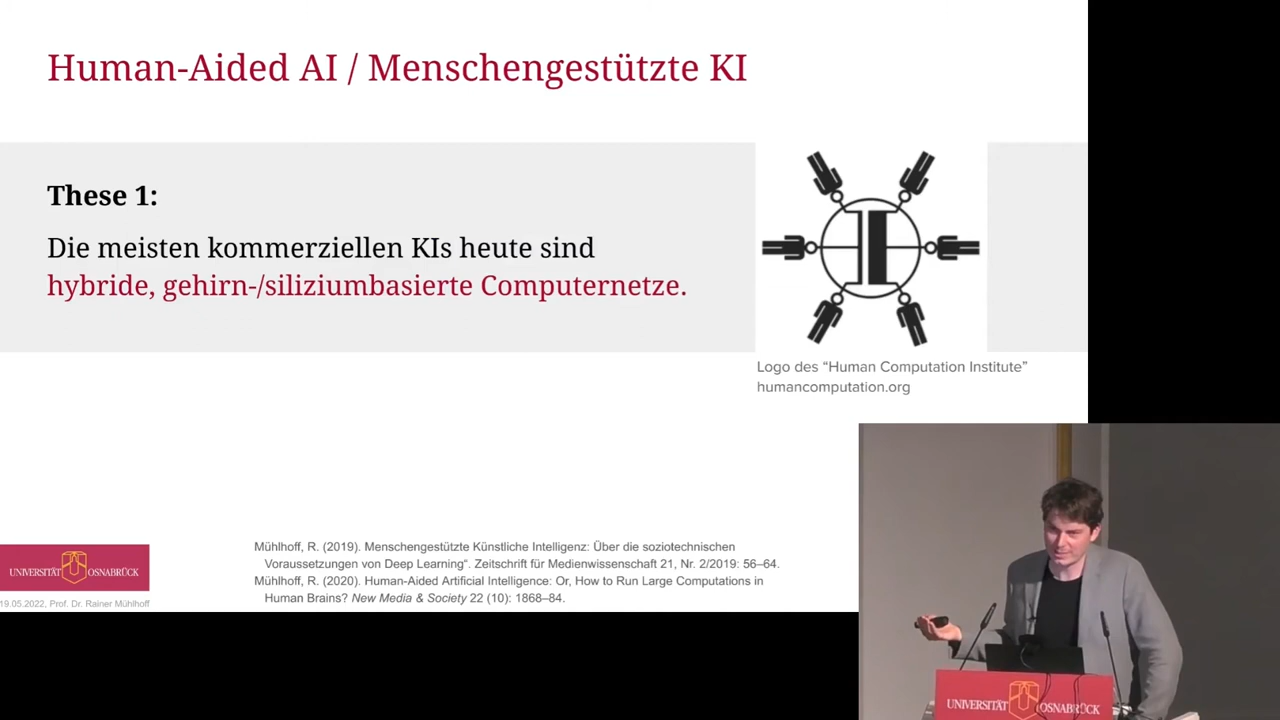 Human-Aided AI / Menschengestützte KI
These 1:
Die meisten kommerziellen KIs heute sind
hybride, gehirn-/siliziumbasierte Computernetze.
Logo des “Human Computation Institute”
humancomputation.org
Mühlhoff, R. (2019). Menschengestützte Künstliche Intelligenz: Über die soziotechnischen
Voraussetzungen von Deep Learning“. Zeitschrift für Medienwissenschaft 21, Nr. 2/2019: 56–64.
Mühlhoff, R. (2020). Human-Aided Artificial Intelligence: Or, How to Run Large Computations in
Human Brains? New Media & Society 22 (10): 1868–84.
UNIVERSITÄT OSNABRÜCK
19.05.2022, Prof. Dr. Rainer Mühlhoff
UNIVERSITÄT OSNABRÜCK